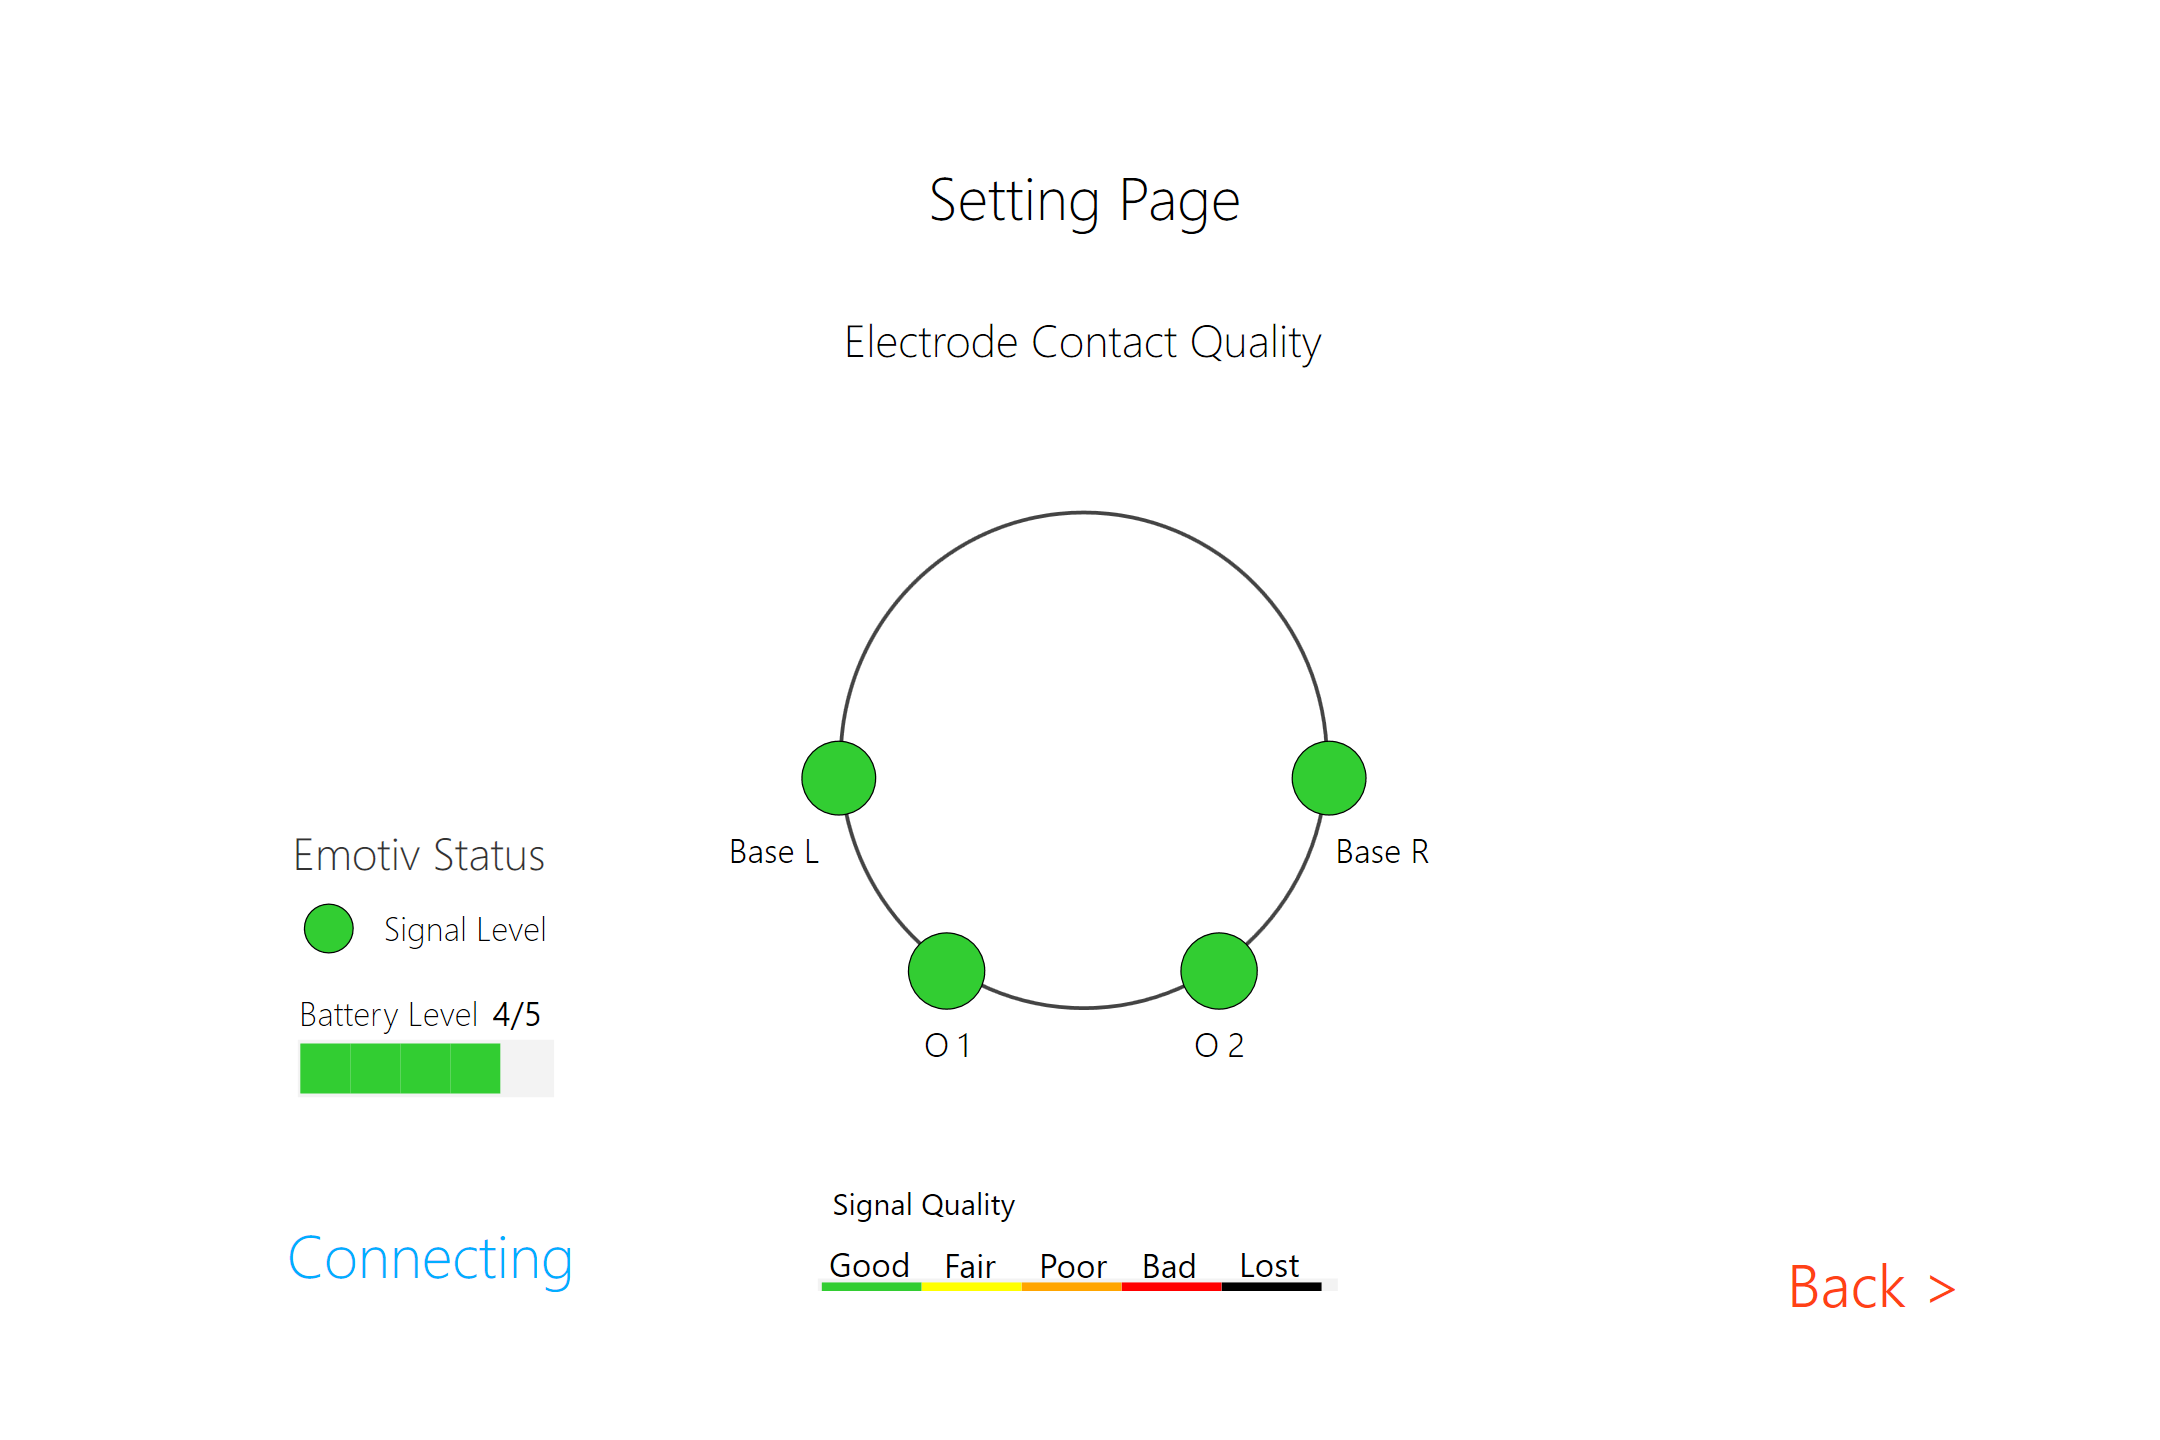 Setting Page
Electrode Contact Quality
Base L
Base R
O 1
O 2
Emotiv Status
Signal Level
Battery Level 4/5
Signal Quality
Good Fair Poor Bad Lost
Connecting
Back >